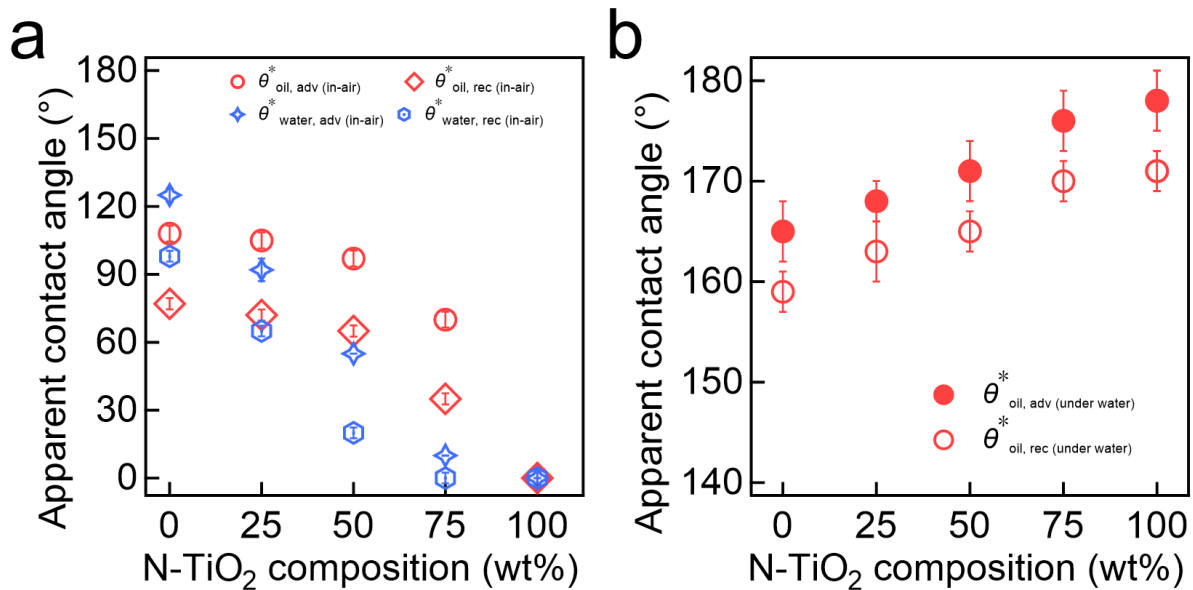 a
180
150
120
90
60
30
0
Apparent contact angle (°)
θ*oil, adv (in-air)
θ*oil, rec (in-air)
θ*water, adv (in-air)
θ*water, rec (in-air)
0 25 50 75 100
N-TiO2 composition (wt%)
b
180
170
160
150
140
Apparent contact angle (°)
θ*oil, adv (under water)
θ*oil, rec (under water)
0 25 50 75 100
N-TiO2 composition (wt%)